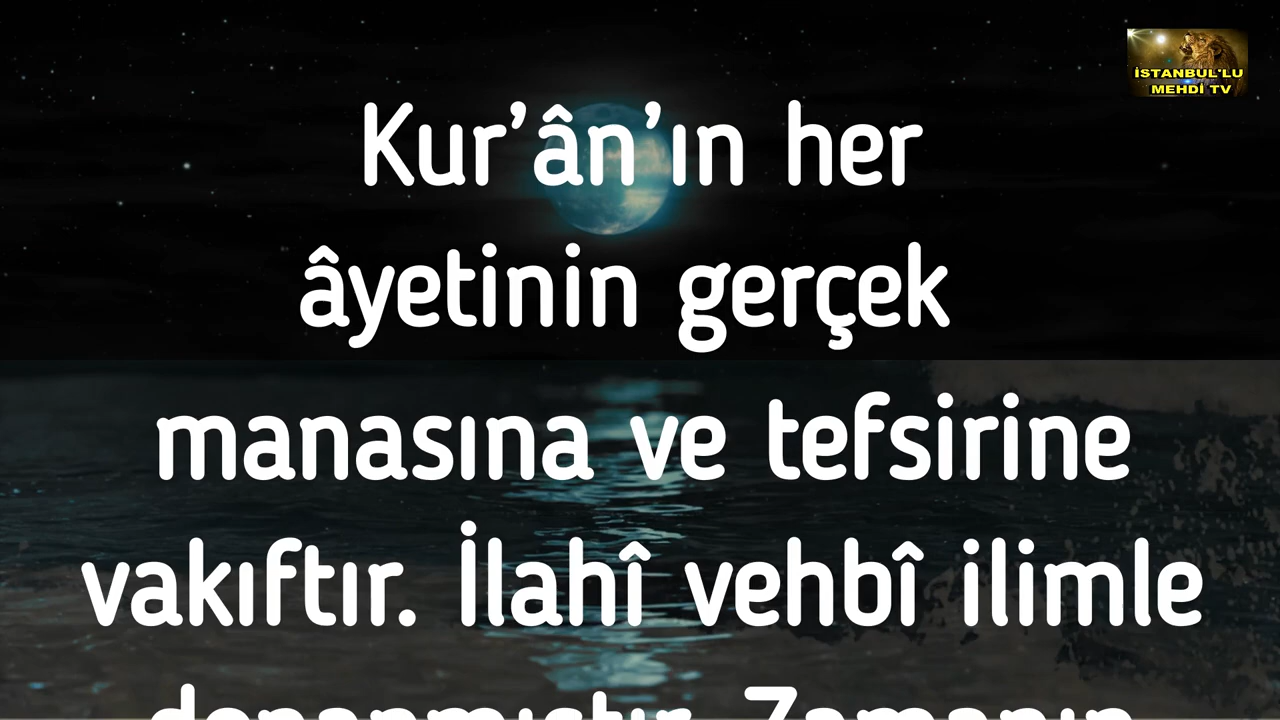 İSTANBUL'LU
MEHDİ TV
Kur’ân’ın her
âyetinin gerçek
manasına ve tefsirine
vakıftır. İlahî vehbî ilimle